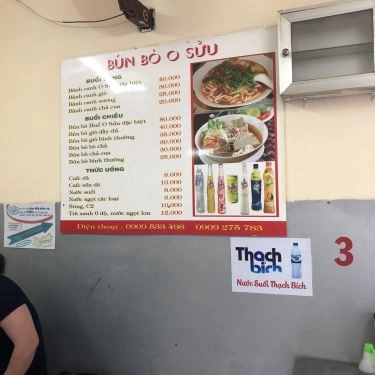 BÚN BÒ O SỬU
BUỔI SÁNG
Bánh canh O Sửu đặc biệt 40.000
Bánh canh giò 30.000
Bánh canh xương 25.000
Bánh canh chả cua 20.000
BUỔI CHIỀU
Bún bò Huế O Sửu đặc biệt 50.000
Bún bò giò đầy đủ 40.000
Bún bò giò bình thường 35.000
Bún bò bò chả 30.000
Bún bò chả cua 30.000
Bún bò bình thường 25.000
THỨC UỐNG
Cafe đá 8.000
Cafe sữa đá 10.000
Nước suối 8.000
Nước ngọt các loại 8.000
Sting, C2 10.000
Trà xanh 0 độ, nước ngọt lon 12.000
Điện thoại : 0909 533 498 0909 275 783
Thạch
bích
Nước Suối Thạch Bích
3